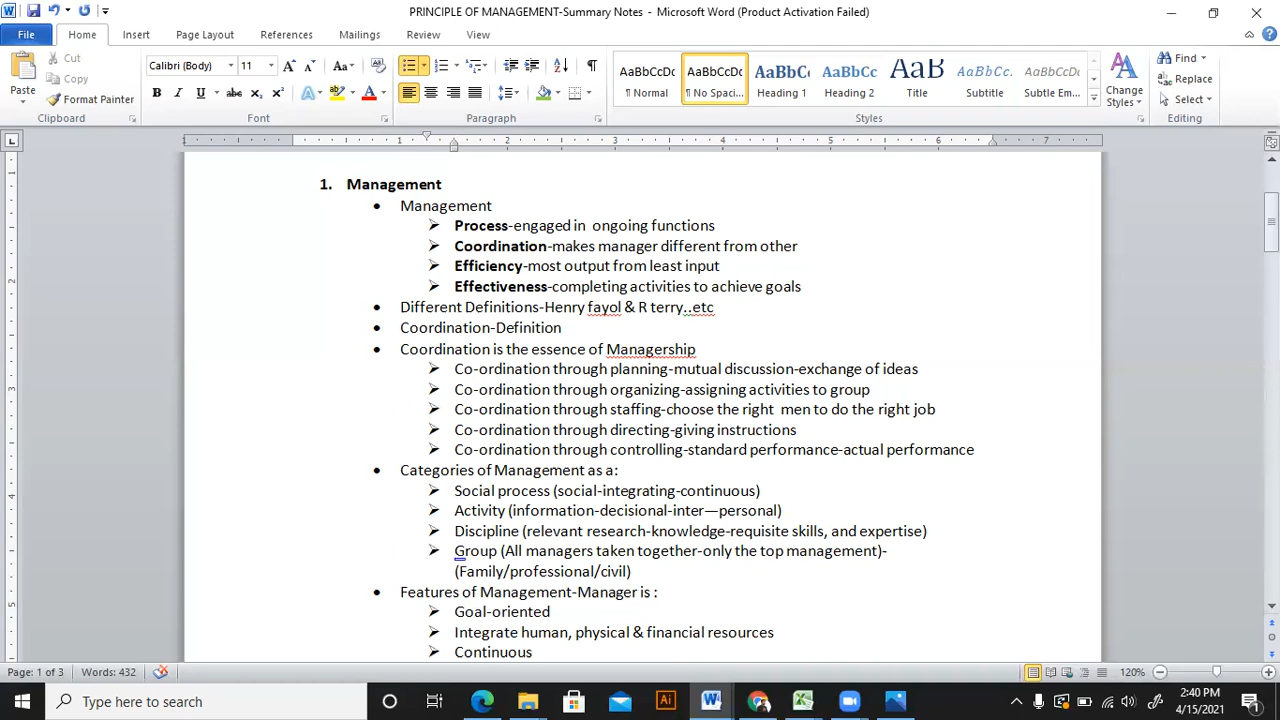 PRINCIPLE OF MANAGEMENT-Summary Notes - Microsoft Word (Product Activation Failed)
File Home Insert Page Layout References Mailings Review View
Cut
Copy
Format Painter
Paste
Clipboard
Calibri (Body) 11
Font
Paragraph
AaBbCcDc AaBbCcDc AaBbCc AaBbCc AaB AaBbCc. AaBbCcDc
¶ Normal ¶ No Spaci... Heading 1 Heading 2 Title Subtitle Subtle Em...
Change Styles
Styles
Find
Replace
Select
Editing
1 1 2 3 4 5 6 7
1. Management
• Management
➢ Process-engaged in ongoing functions
➢ Coordination-makes manager different from other
➢ Efficiency-most output from least input
➢ Effectiveness-completing activities to achieve goals
• Different Definitions-Henry fayol & R terry..etc
• Coordination-Definition
• Coordination is the essence of Managership
➢ Co-ordination through planning-mutual discussion-exchange of ideas
➢ Co-ordination through organizing-assigning activities to group
➢ Co-ordination through staffing-choose the right men to do the right job
➢ Co-ordination through directing-giving instructions
➢ Co-ordination through controlling-standard performance-actual performance
• Categories of Management as a:
➢ Social process (social-integrating-continuous)
➢ Activity (information-decisional-inter—personal)
➢ Discipline (relevant research-knowledge-requisite skills, and expertise)
➢ Group (All managers taken together-only the top management)-
(Family/professional/civil)
• Features of Management-Manager is :
➢ Goal-oriented
➢ Integrate human, physical & financial resources
➢ Continuous
Page: 1 of 3 Words: 432 120%
Type here to search
2:40 PM
4/15/2021